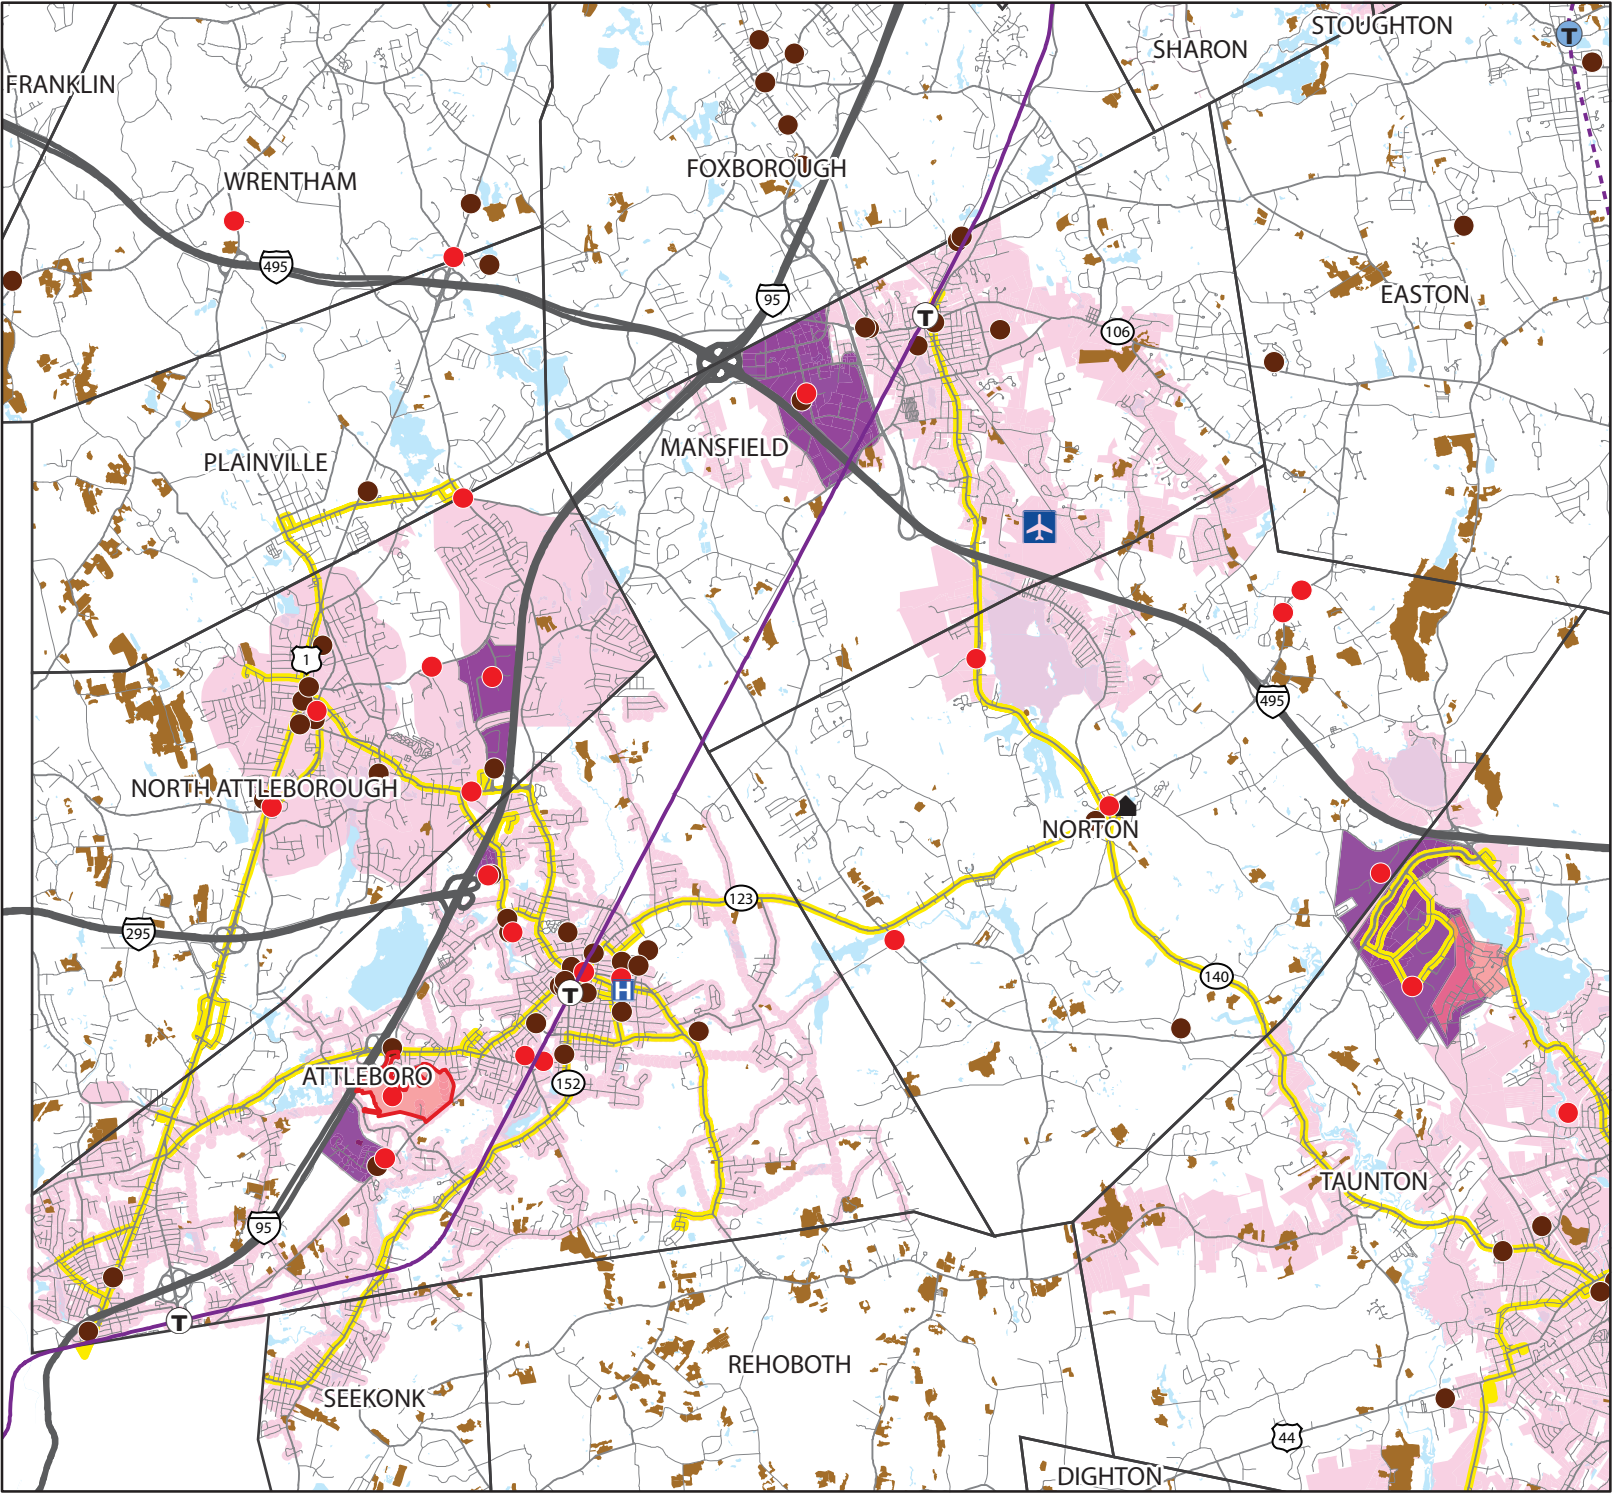 STOUGHTON
T
SHARON
FRANKLIN
FOXBOROUGH
WRENTHAM
495
95
EASTON
T
106
MANSFIELD
PLAINVILLE
1
495
NORTH ATTLEBOROUGH
NORTON
123
295
140
H
T
ATTLEBORO
152
TAUNTON
95
T
REHOBOTH
SEEKONK
44
DIGHTON